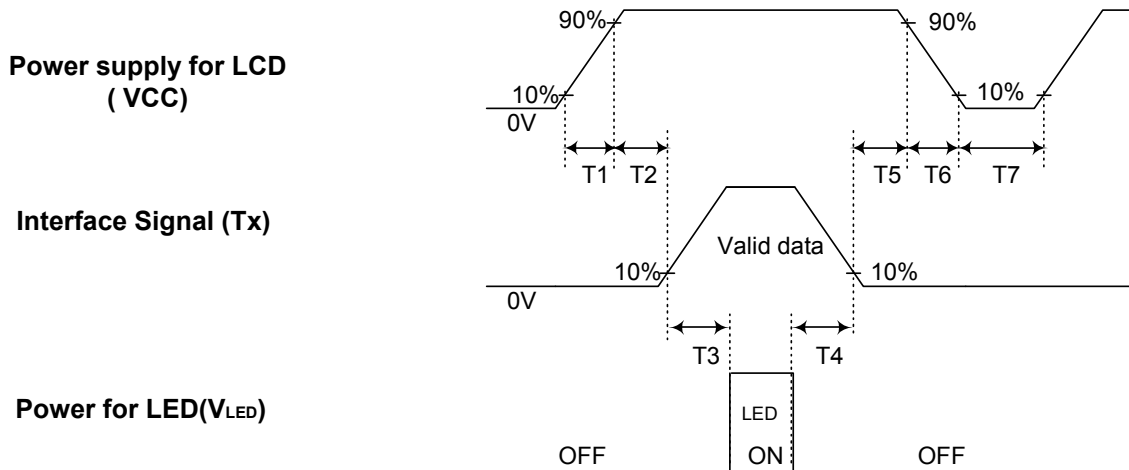 90%
90%
Power supply for LCD
( VCC)
10%
10%
0V
T1
T2
T5
T6
T7
Interface Signal (Tx)
Valid data
10%
10%
0V
T3
T4
Power for LED(VLED)
LED
OFF
ON
OFF